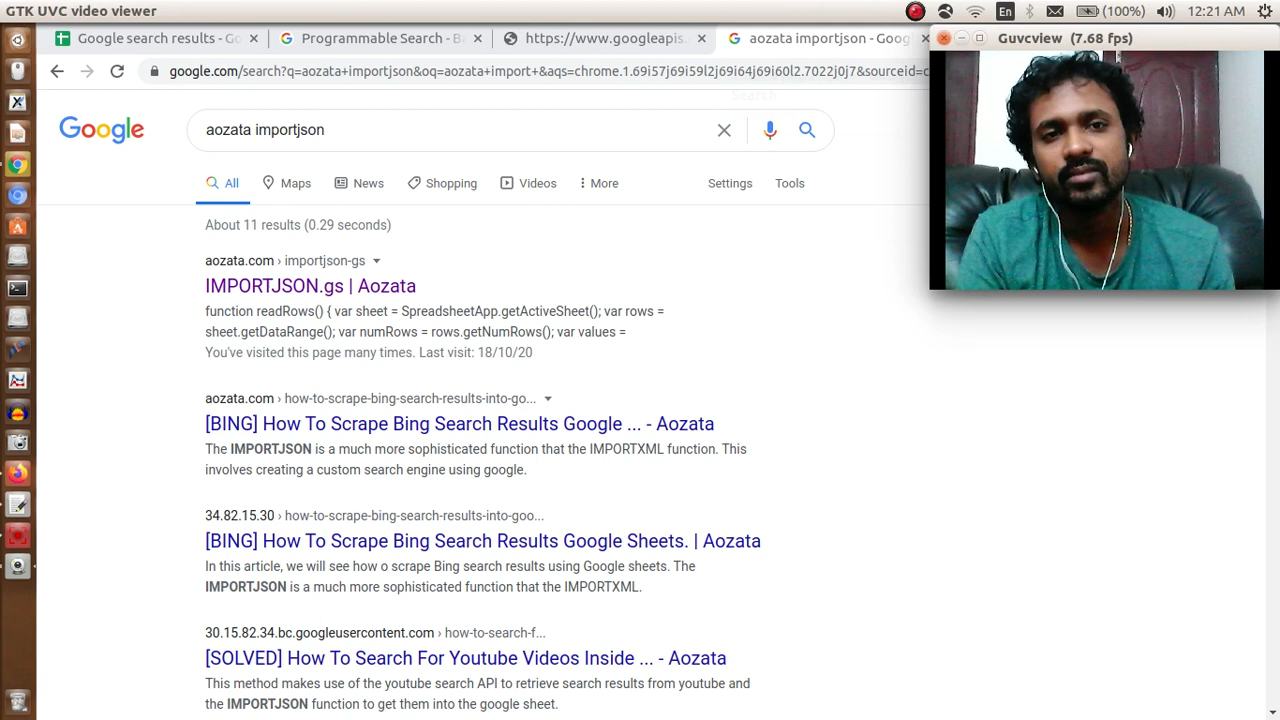 GTK UVC video viewer
En
(100%)
12:21 AM
Google search results - Go
Programmable Search - B
https://www.googleapis.
aozata importjson - Goog
Guvcview (7.68 fps)
google.com/search?q=aozata+importjson&oq=aozata+import+&aqs=chrome.1.69i57j69i59l2j69i64j69i60l2.7022j0j7&sourceid=c
Search
Google
aozata importjson
All
Maps
News
Shopping
Videos
More
Settings
Tools
About 11 results (0.29 seconds)
aozata.com › importjson-gs
IMPORTJSON.gs | Aozata
function readRows() { var sheet = SpreadsheetApp.getActiveSheet(); var rows =
sheet.getDataRange(); var numRows = rows.getNumRows(); var values =
You've visited this page many times. Last visit: 18/10/20
aozata.com › how-to-scrape-bing-search-results-into-go...
[BING] How To Scrape Bing Search Results Google ... - Aozata
The IMPORTJSON is a much more sophisticated function that the IMPORTXML function. This
involves creating a custom search engine using google.
34.82.15.30 › how-to-scrape-bing-search-results-into-goo...
[BING] How To Scrape Bing Search Results Google Sheets. | Aozata
In this article, we will see how o scrape Bing search results using Google sheets. The
IMPORTJSON is a much more sophisticated function that the IMPORTXML.
30.15.82.34.bc.googleusercontent.com › how-to-search-f...
[SOLVED] How To Search For Youtube Videos Inside ... - Aozata
This method makes use of the youtube search API to retrieve search results from youtube and
the IMPORTJSON function to get them into the google sheet.